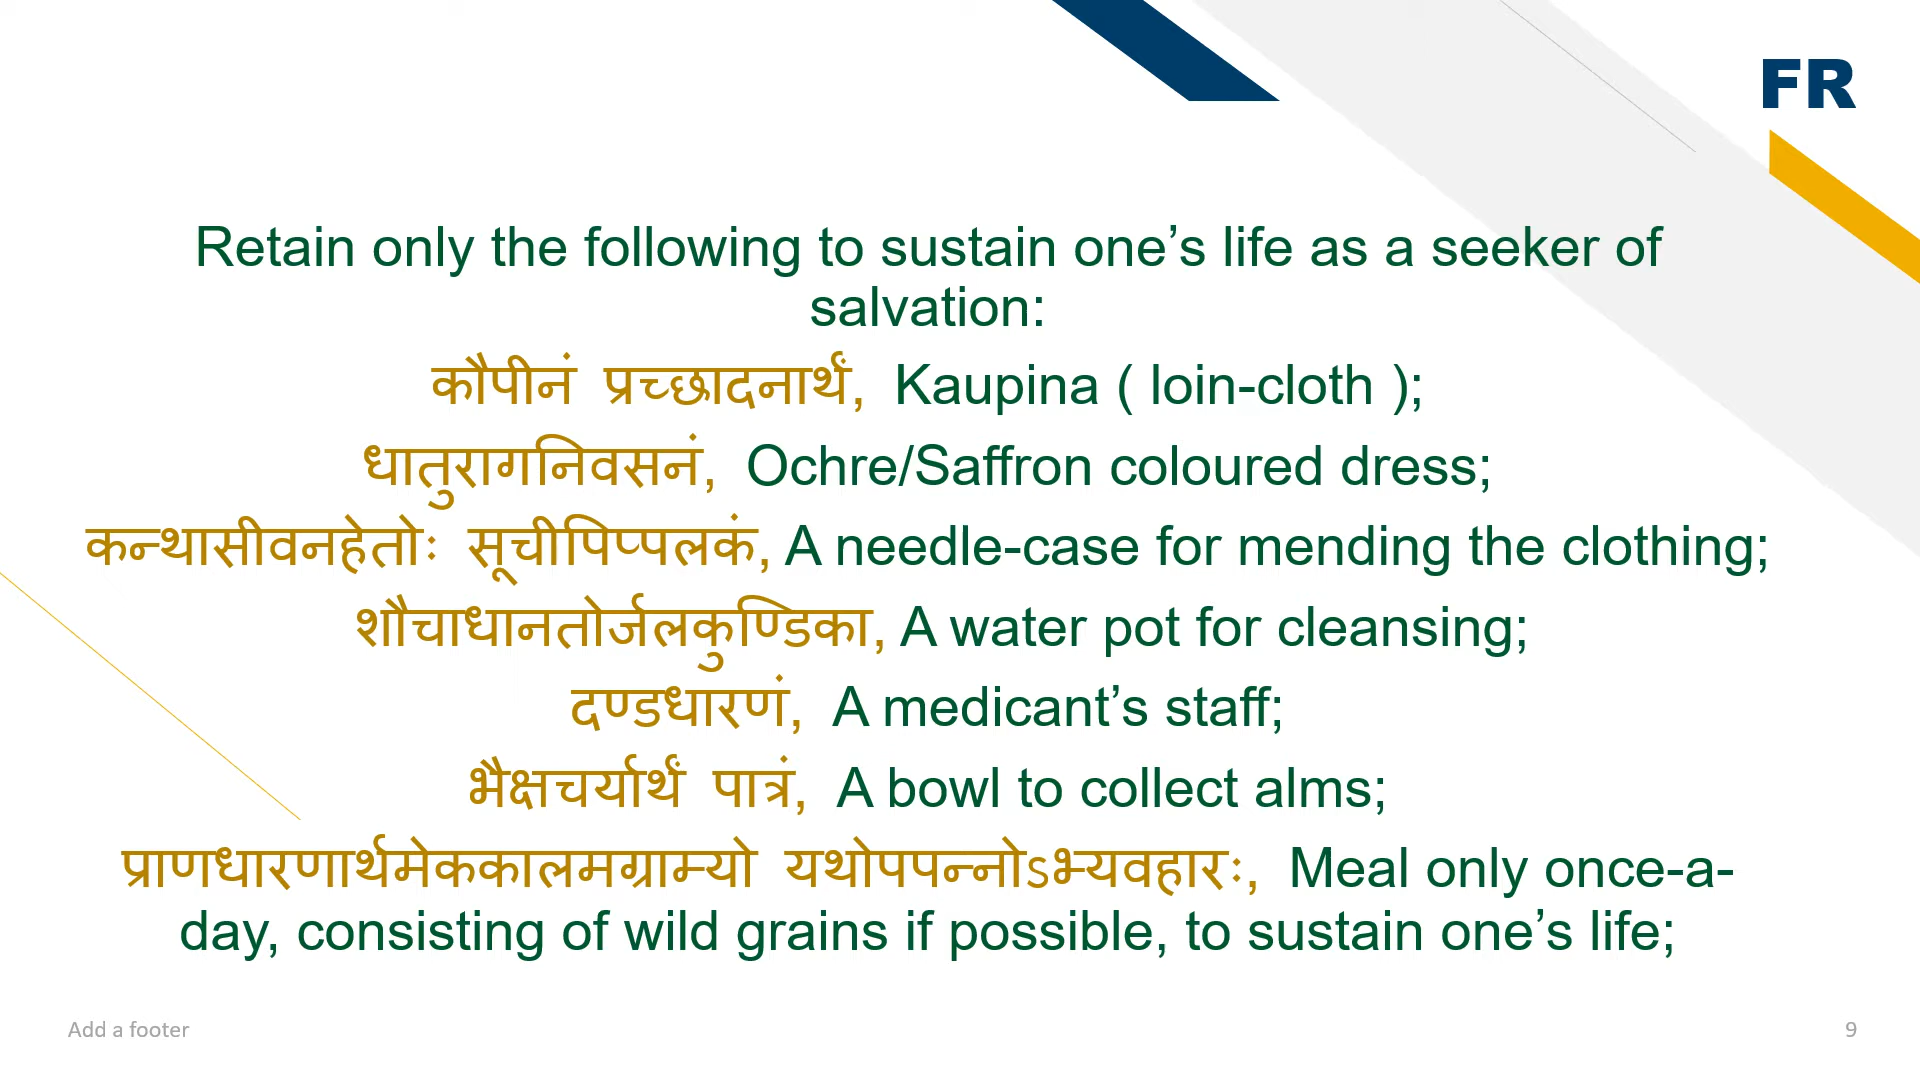 FR
Retain only the following to sustain one’s life as a seeker of
salvation:
कौपीनं प्रच्छादनार्थं, Kaupina ( loin-cloth );
धातुरागनिवसनं, Ochre/Saffron coloured dress;
कन्थासीवनहेतोः सूचीपिप्पलकं, A needle-case for mending the clothing;
शौचाधानतोर्जलकुण्डिका, A water pot for cleansing;
दण्डधारणं, A medicant’s staff;
भैक्षचर्यार्थं पात्रं, A bowl to collect alms;
प्राणधारणार्थमेककालमग्राम्यो यथोपपन्नोऽभ्यवहारः, Meal only once-a-
day, consisting of wild grains if possible, to sustain one’s life;
Add a footer
9